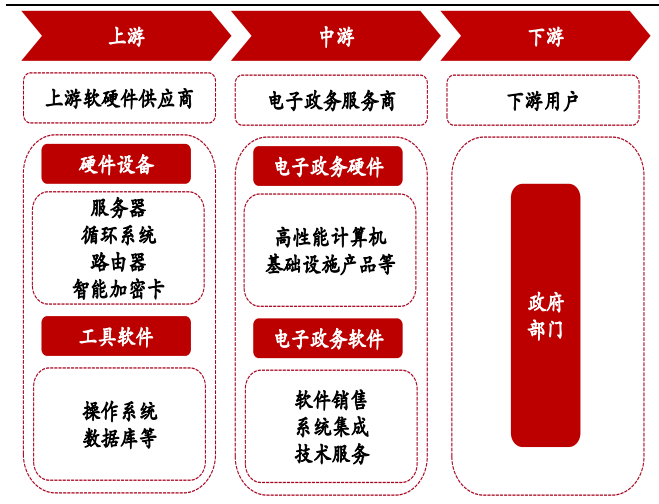 上游
中游
下游
上游软硬件供应商
电子政务服务商
下游用户
硬件设备
服务器
循环系统
路由器
智能加密卡
工具软件
操作系统
数据库等
电子政务硬件
高性能计算机
基础设施产品等
电子政务软件
软件销售
系统集成
技术服务
政府
部门